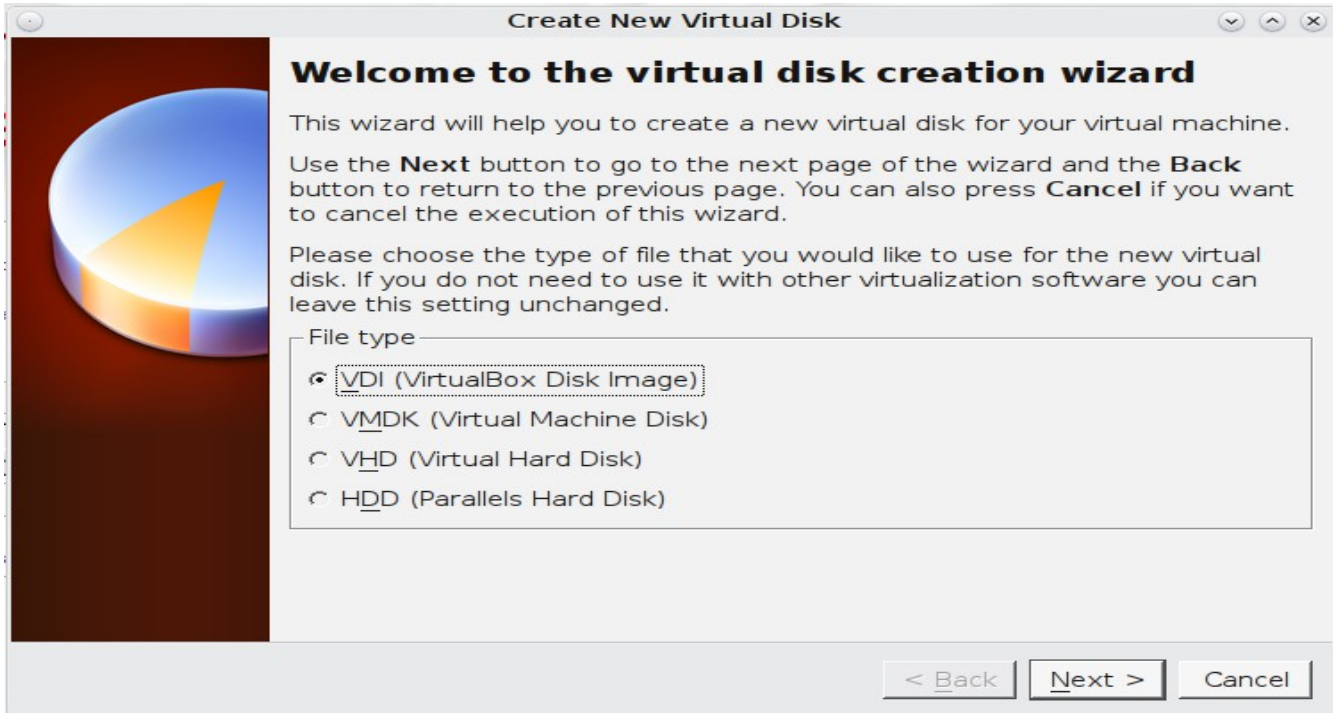 Create New Virtual Disk
Welcome to the virtual disk creation wizard
This wizard will help you to create a new virtual disk for your virtual machine.
Use the Next button to go to the next page of the wizard and the Back
button to return to the previous page. You can also press Cancel if you want
to cancel the execution of this wizard.
Please choose the type of file that you would like to use for the new virtual
disk. If you do not need to use it with other virtualization software you can
leave this setting unchanged.
File type
VDI (VirtualBox Disk Image)
VMDK (Virtual Machine Disk)
VHD (Virtual Hard Disk)
HDD (Parallels Hard Disk)
< Back Next > Cancel